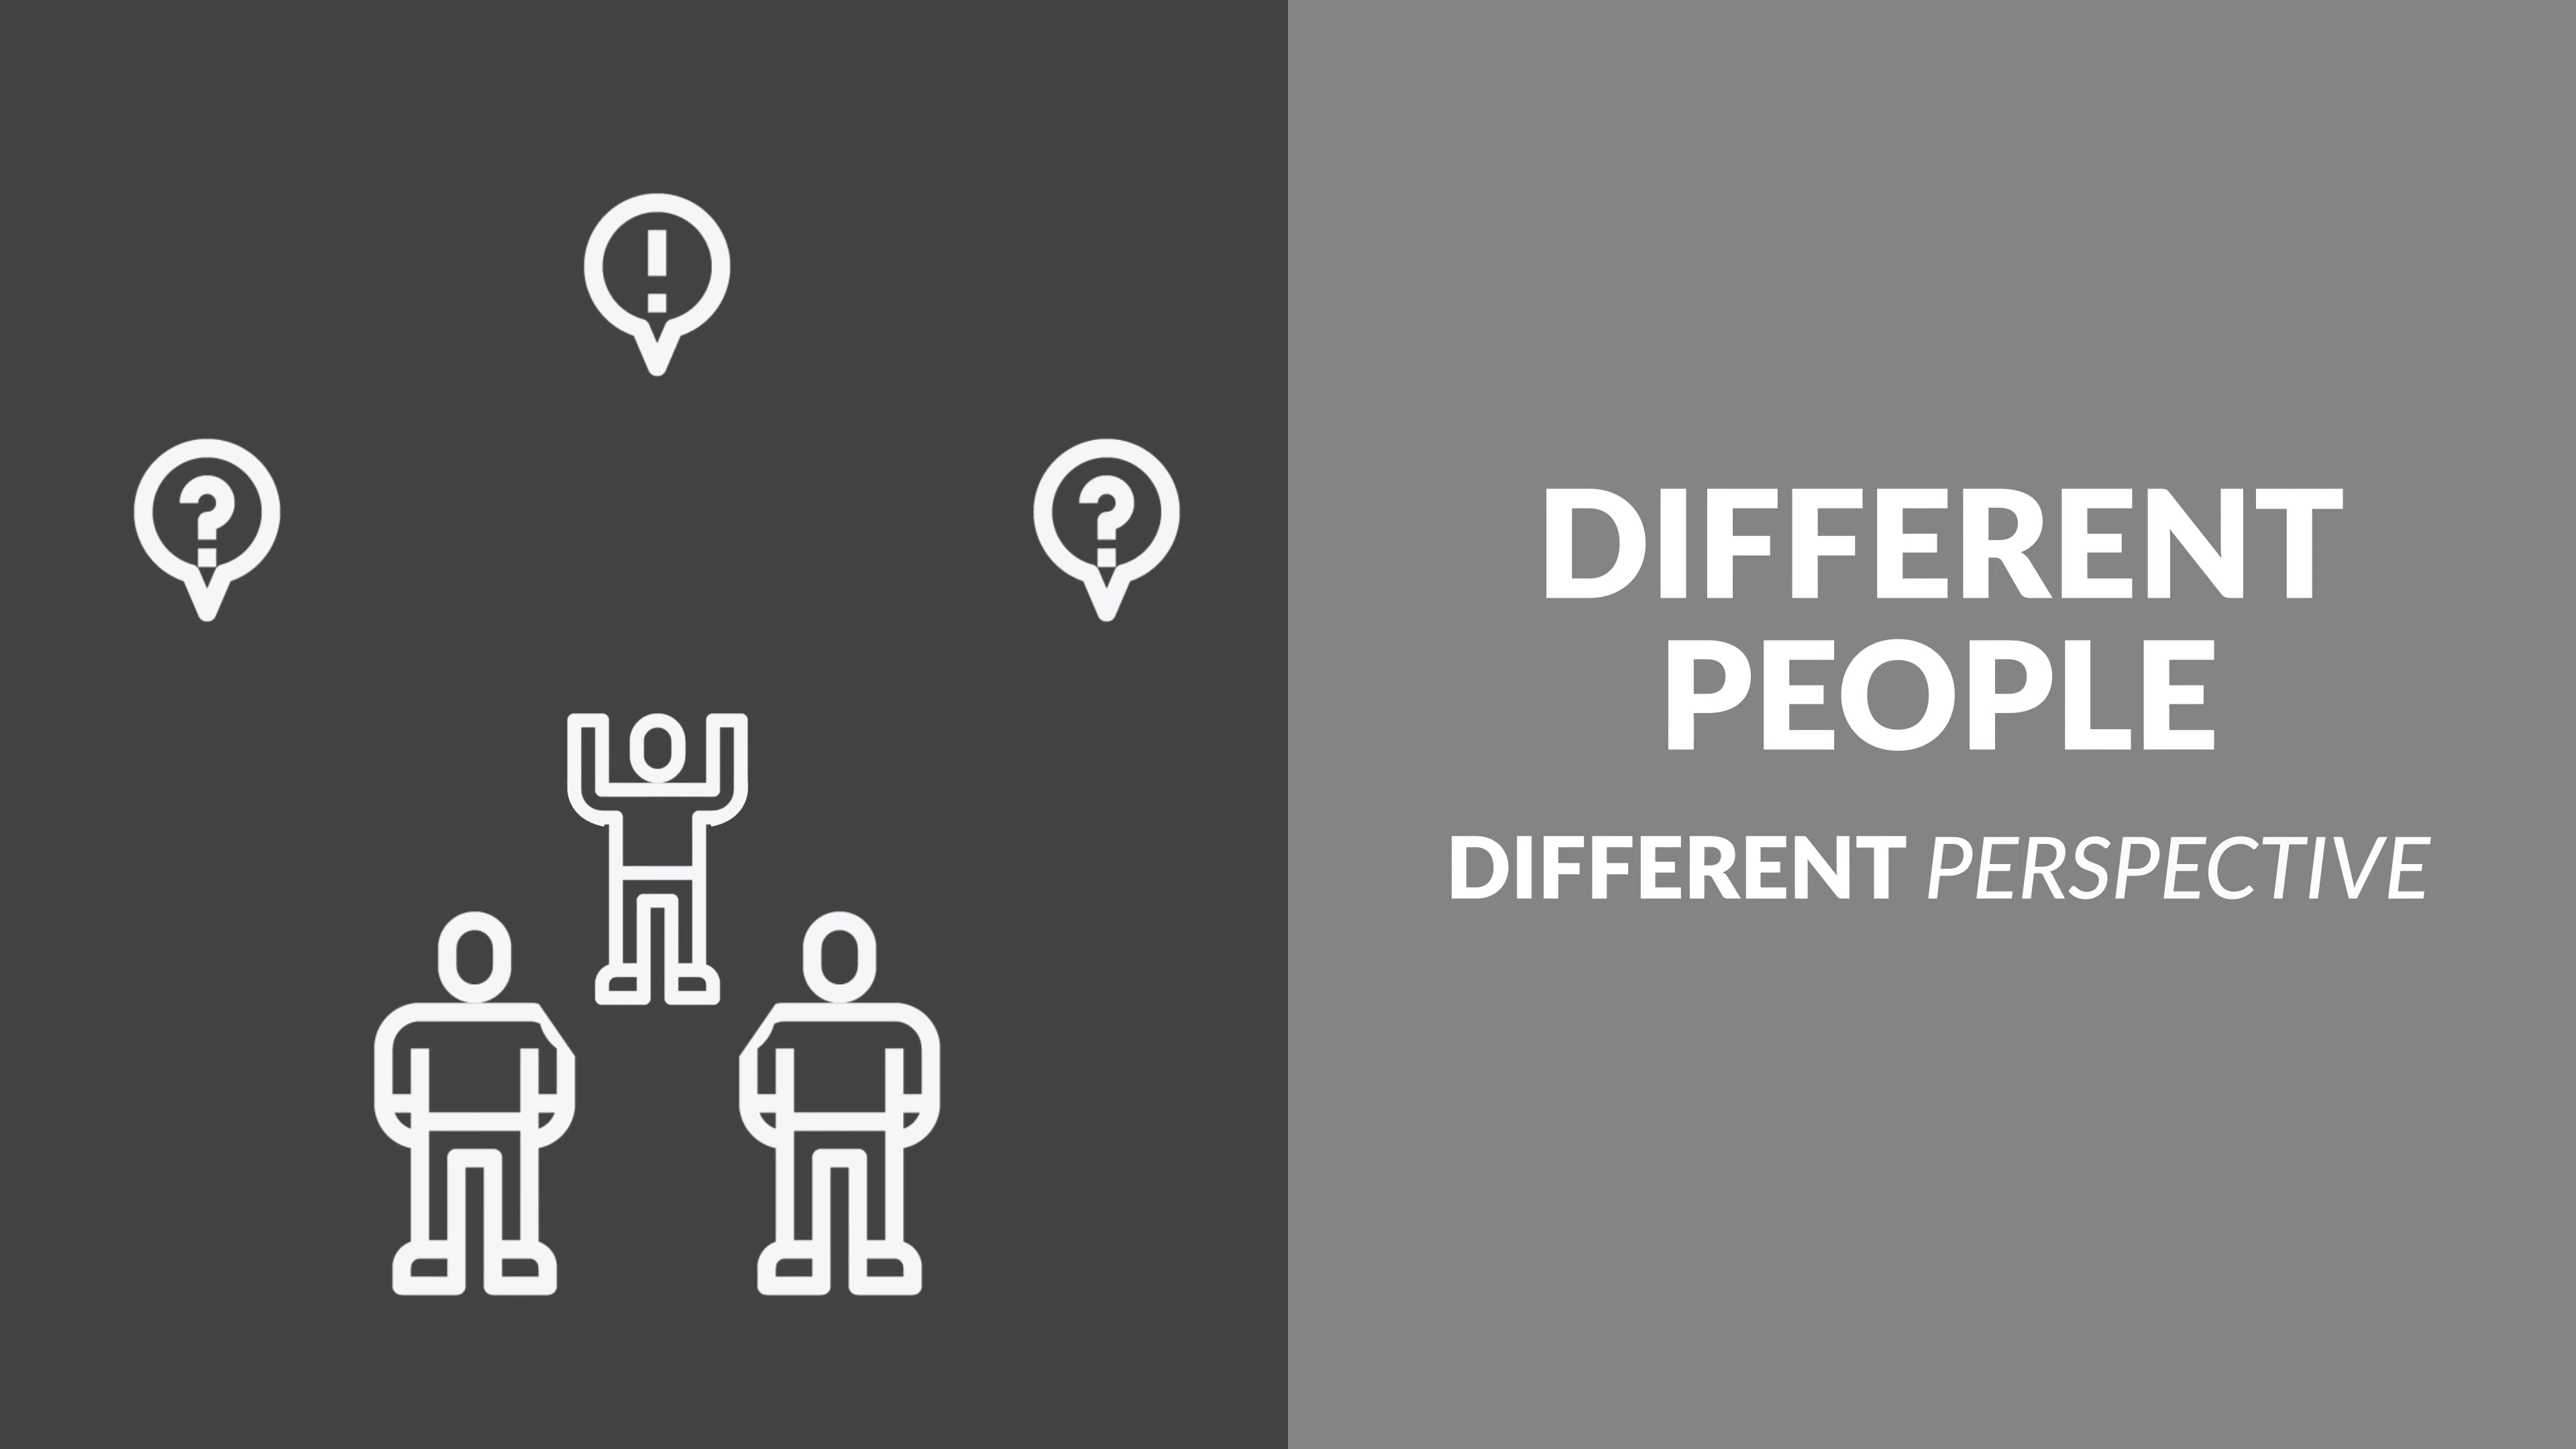 !
? ?
DIFFERENT
PEOPLE
DIFFERENT PERSPECTIVE